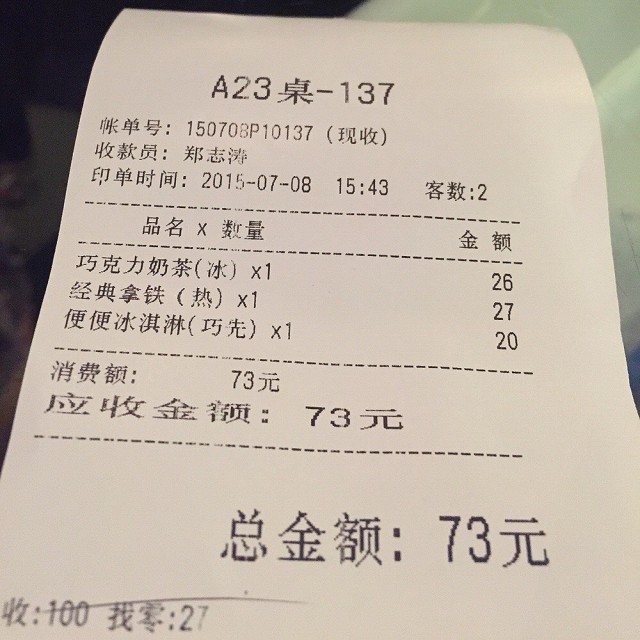 A23桌-137
帐单号: 150708P10137 (现收)
收款员: 郑志涛
印单时间: 2015-07-08 15:43 客数:2
品名 x 数量 金 额
巧克力奶茶(冰) x1 26
经典拿铁 (热) x1 27
便便冰淇淋(巧先) x1 20
消费额: 73元
应收金额: 73元
总金额: 73元
收:100 找零:27